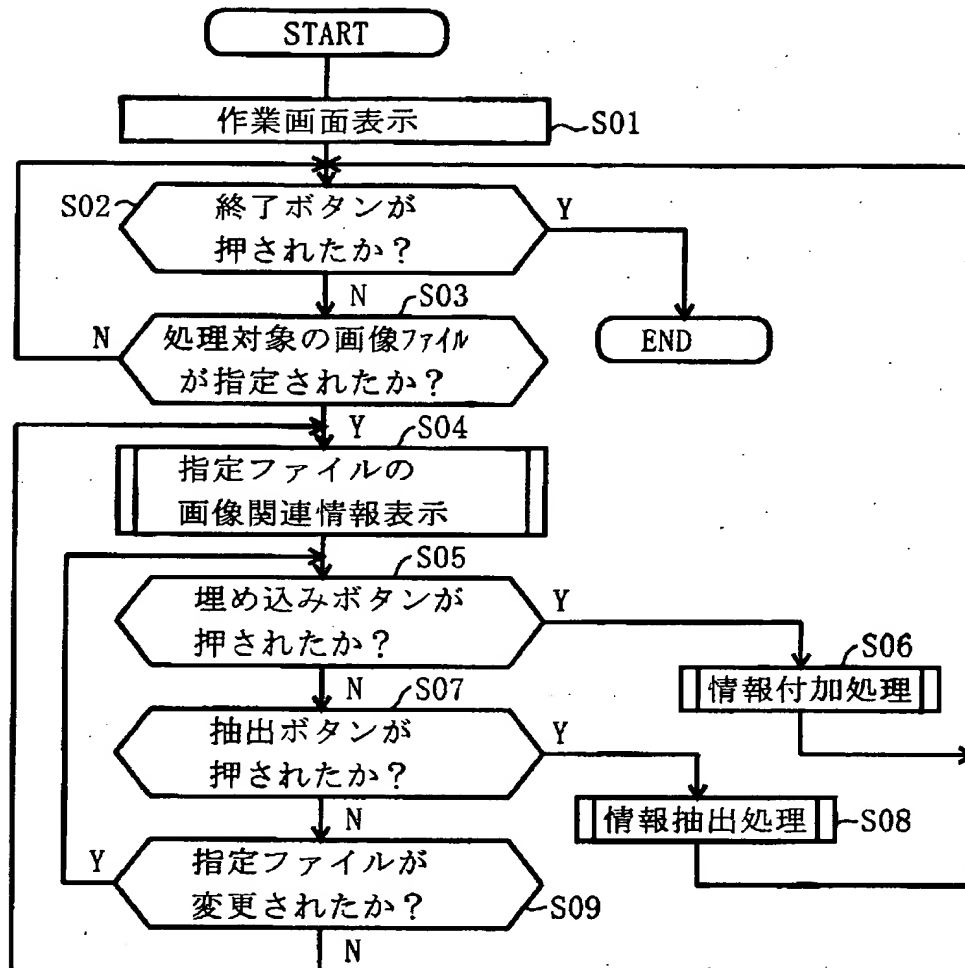 START
作業画面表示
S01
S02
終了ボタンが
押されたか？
Y
N
S03
N
処理対象の画像ファイル
が指定されたか？
END
Y
S04
指定ファイルの
画像関連情報表示
S05
埋め込みボタンが
押されたか？
Y
S06
情報付加処理
N
S07
抽出ボタンが
押されたか？
Y
情報抽出処理
S08
N
Y
指定ファイルが
変更されたか？
S09
N